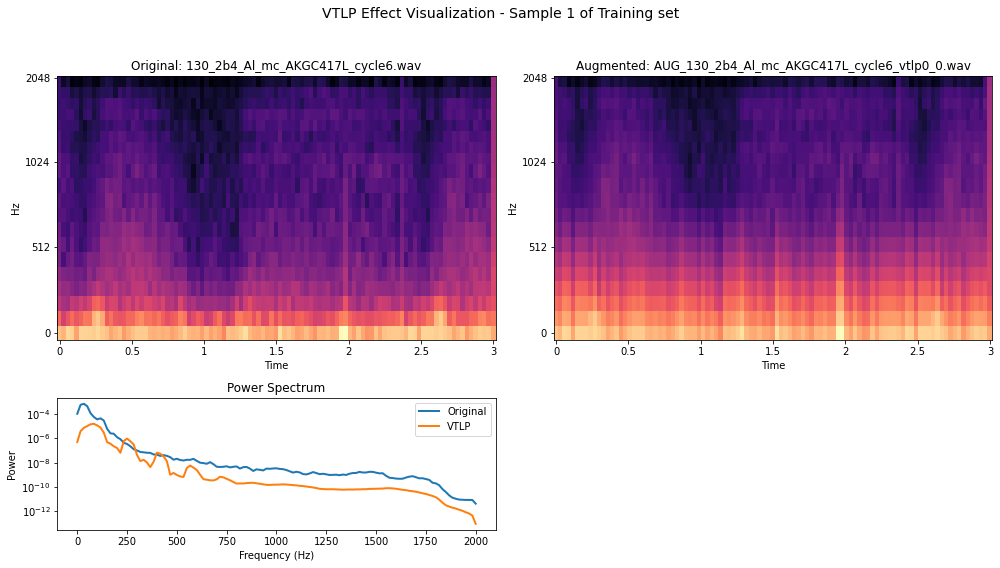 VTLP Effect Visualization - Sample 1 of Training set
Original: 130_2b4_Al_mc_AKGC417L_cycle6.wav
2048
1024
512
0
Hz
0 0.5 1 1.5 2 2.5 3
Time
Augmented: AUG_130_2b4_Al_mc_AKGC417L_cycle6_vtlp0_0.wav
2048
1024
512
0
Hz
0 0.5 1 1.5 2 2.5 3
Time
Power Spectrum
Original
VTLP
10⁻⁴
10⁻⁶
10⁻⁸
10⁻¹⁰
10⁻¹²
Power
0 250 500 750 1000 1250 1500 1750 2000
Frequency (Hz)